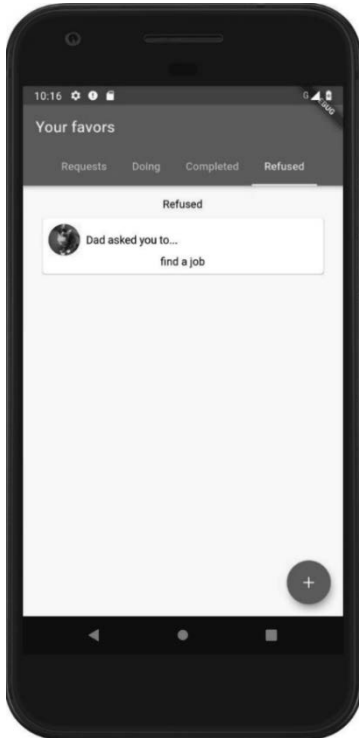 10:16
Your favors
Requests Doing Completed Refused
Refused
Dad asked you to...
find a job
+